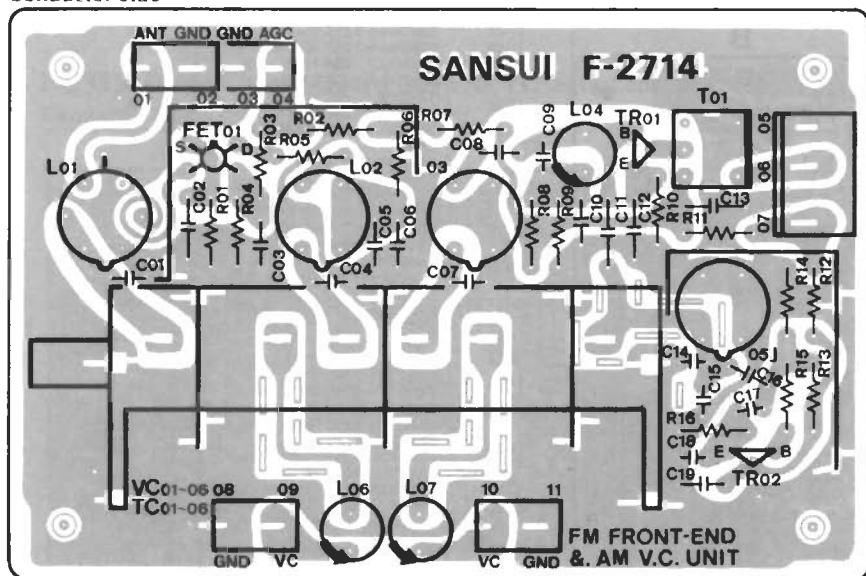 ANT GND GND AGC
01 02 03 04
SANSUI F-2714
FET01
S D
R03
R02
R05
R06
R07
C08
C09
L04
TR01
B
E
T01
05
06
07
L01
L02
03
C02
R01
R04
C03
C05
C06
R08
R09
C10
C11
C12
R10
R11
C13
C01
C04
C07
R14
R12
05J
C14
C15
C16
C17
R15
R13
R16
C18
C19
E B
TR02
VC01~06
TC01~06
08 09
GND VC
L06
L07
10 11
VC GND
FM FRONT-END
& AM V.C. UNIT